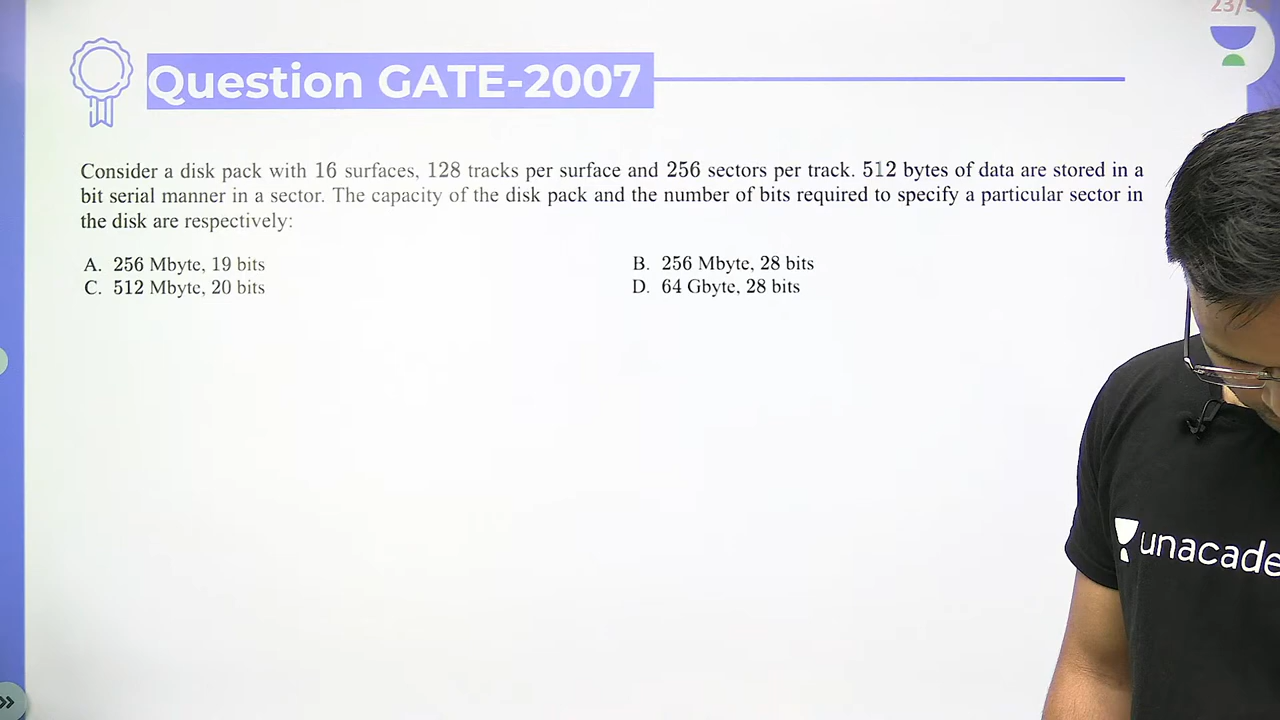 23/
Question GATE-2007
Consider a disk pack with 16 surfaces, 128 tracks per surface and 256 sectors per track. 512 bytes of data are stored in a
bit serial manner in a sector. The capacity of the disk pack and the number of bits required to specify a particular sector in
the disk are respectively:
A. 256 Mbyte, 19 bits
B. 256 Mbyte, 28 bits
C. 512 Mbyte, 20 bits
D. 64 Gbyte, 28 bits
unacade